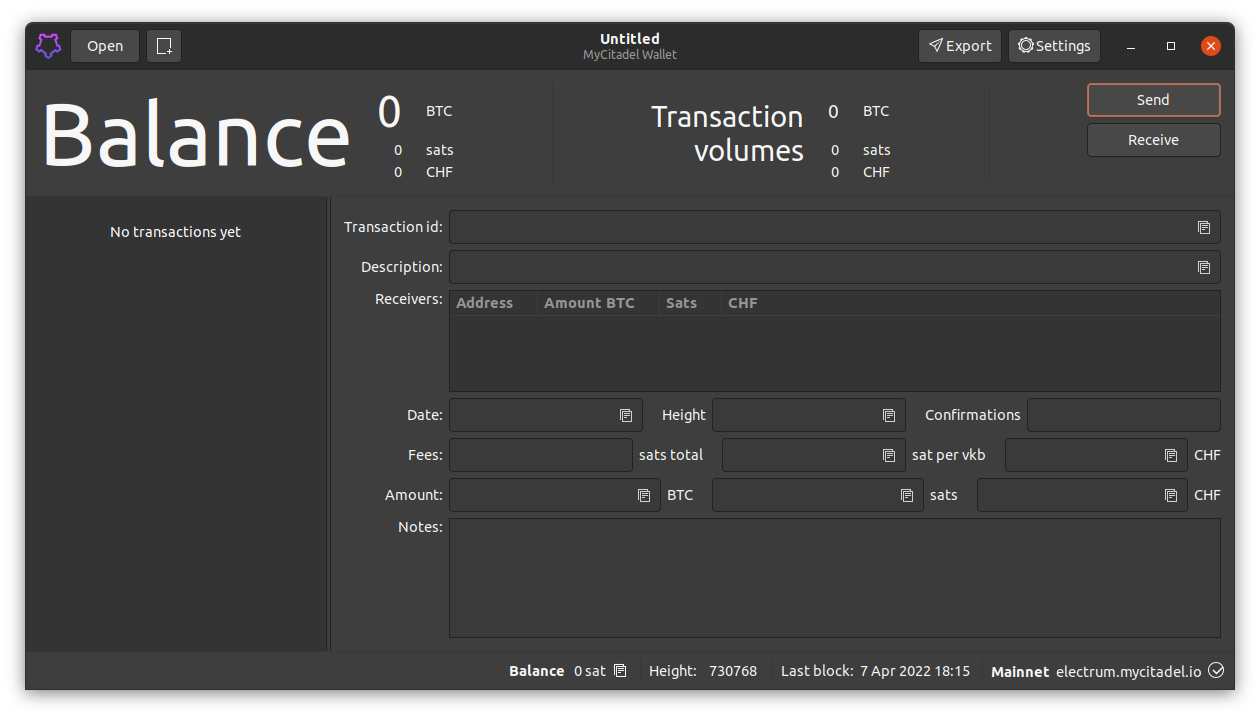 Open
Untitled
MyCitadel Wallet
Export
Settings
Balance
0 BTC
0 sats
0 CHF
Transaction
volumes
0 BTC
0 sats
0 CHF
Send
Receive
No transactions yet
Transaction id:
Description:
Receivers:
Address Amount BTC Sats CHF
Date: Height Confirmations
Fees: sats total sat per vkb CHF
Amount: BTC sats CHF
Notes:
Balance 0 sat Height: 730768 Last block: 7 Apr 2022 18:15 Mainnet electrum.mycitadel.io